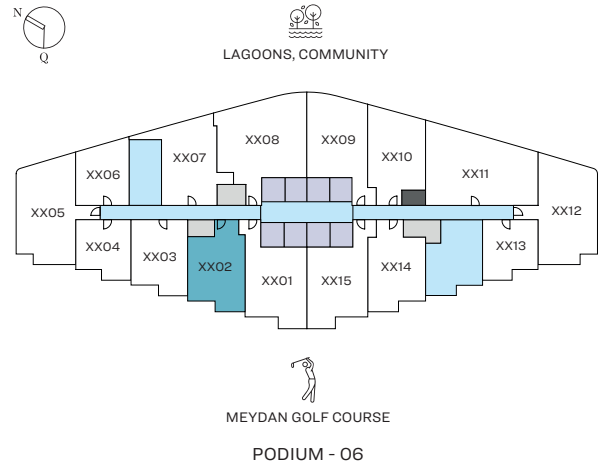 N
Q
LAGOONS, COMMUNITY
XX08 XX09
XX07 XX10
XX06 XX11
XX05 XX12
XX04 XX03 XX13
XX02 XX14
XX01 XX15
MEYDAN GOLF COURSE
PODIUM - 06